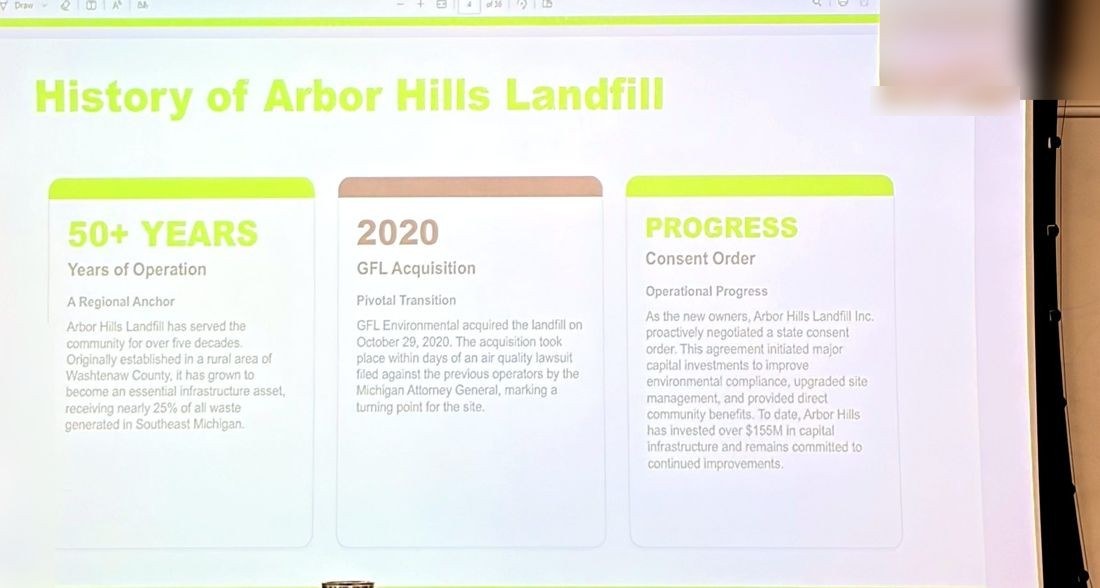 Draw
4 of 36
History of Arbor Hills Landfill
50+ YEARS
Years of Operation
A Regional Anchor
Arbor Hills Landfill has served the
community for over five decades.
Originally established in a rural area of
Washtenaw County, it has grown to
become an essential infrastructure asset,
receiving nearly 25% of all waste
generated in Southeast Michigan.
2020
GFL Acquisition
Pivotal Transition
GFL Environmental acquired the landfill on
October 29, 2020. The acquisition took
place within days of an air quality lawsuit
filed against the previous operators by the
Michigan Attorney General, marking a
turning point for the site.
PROGRESS
Consent Order
Operational Progress
As the new owners, Arbor Hills Landfill Inc.
proactively negotiated a state consent
order. This agreement initiated major
capital investments to improve
environmental compliance, upgraded site
management, and provided direct
community benefits. To date, Arbor Hills
has invested over $155M in capital
infrastructure and remains committed to
continued improvements.